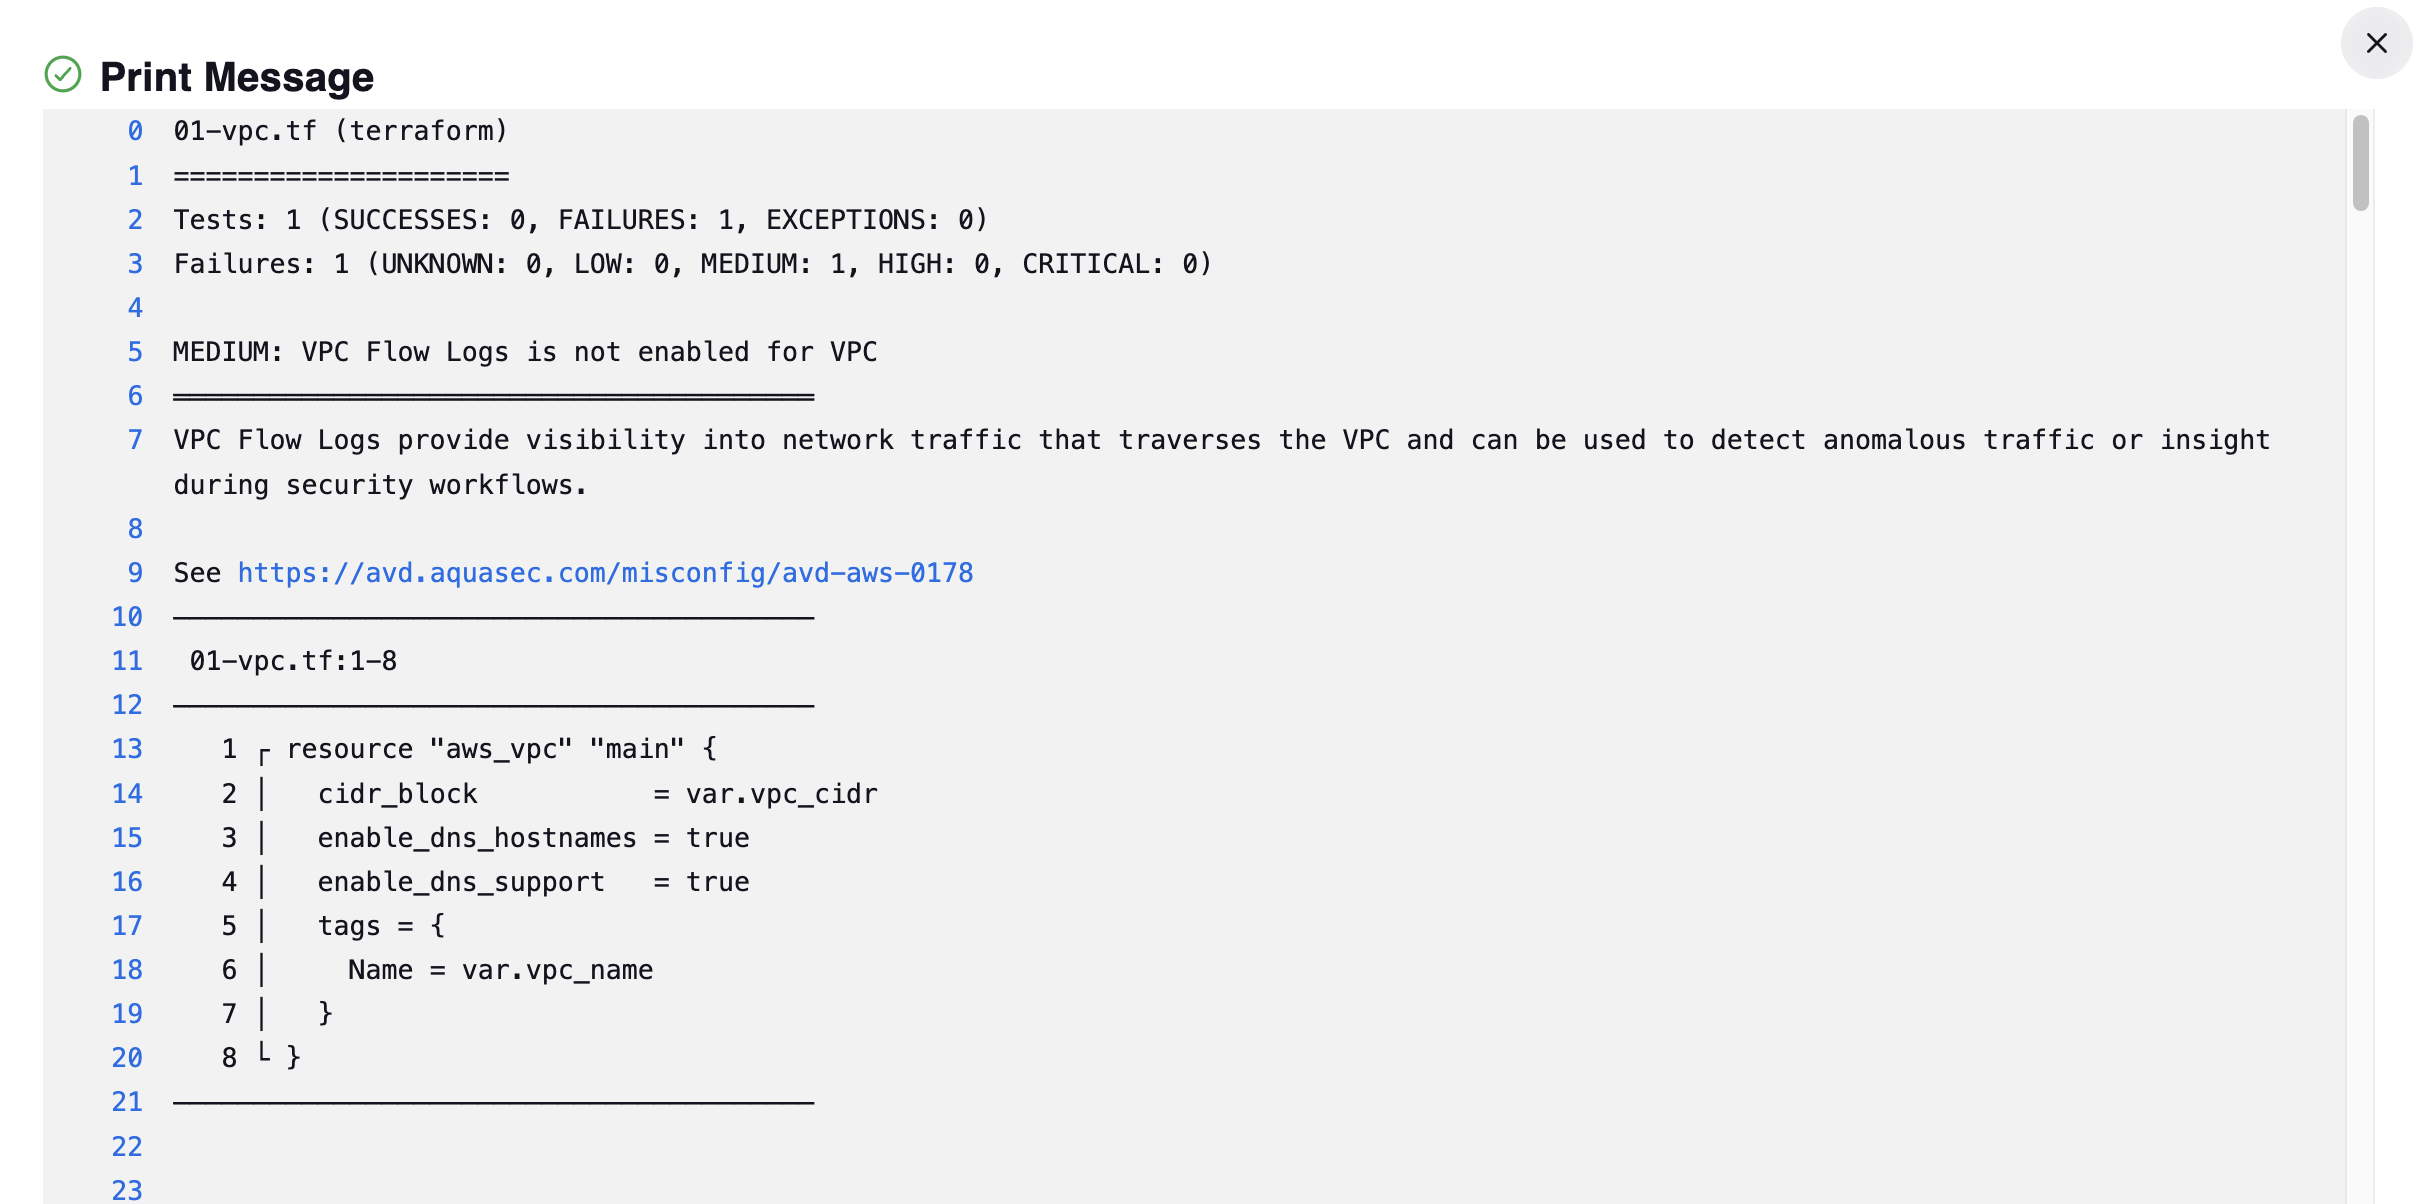 Print Message
0 01-vpc.tf (terraform)
1 =====================
2 Tests: 1 (SUCCESSES: 0, FAILURES: 1, EXCEPTIONS: 0)
3 Failures: 1 (UNKNOWN: 0, LOW: 0, MEDIUM: 1, HIGH: 0, CRITICAL: 0)
4
5 MEDIUM: VPC Flow Logs is not enabled for VPC
6 ════════════════════════════════════════
7 VPC Flow Logs provide visibility into network traffic that traverses the VPC and can be used to detect anomalous traffic or insight
during security workflows.
8
9 See https://avd.aquasec.com/misconfig/avd-aws-0178
10 ────────────────────────────────────────
11  01-vpc.tf:1-8
12 ────────────────────────────────────────
13    1 ┌ resource "aws_vpc" "main" {
14    2 │   cidr_block           = var.vpc_cidr
15    3 │   enable_dns_hostnames = true
16    4 │   enable_dns_support   = true
17    5 │   tags = {
18    6 │     Name = var.vpc_name
19    7 │   }
20    8 └ }
21 ────────────────────────────────────────
22
23